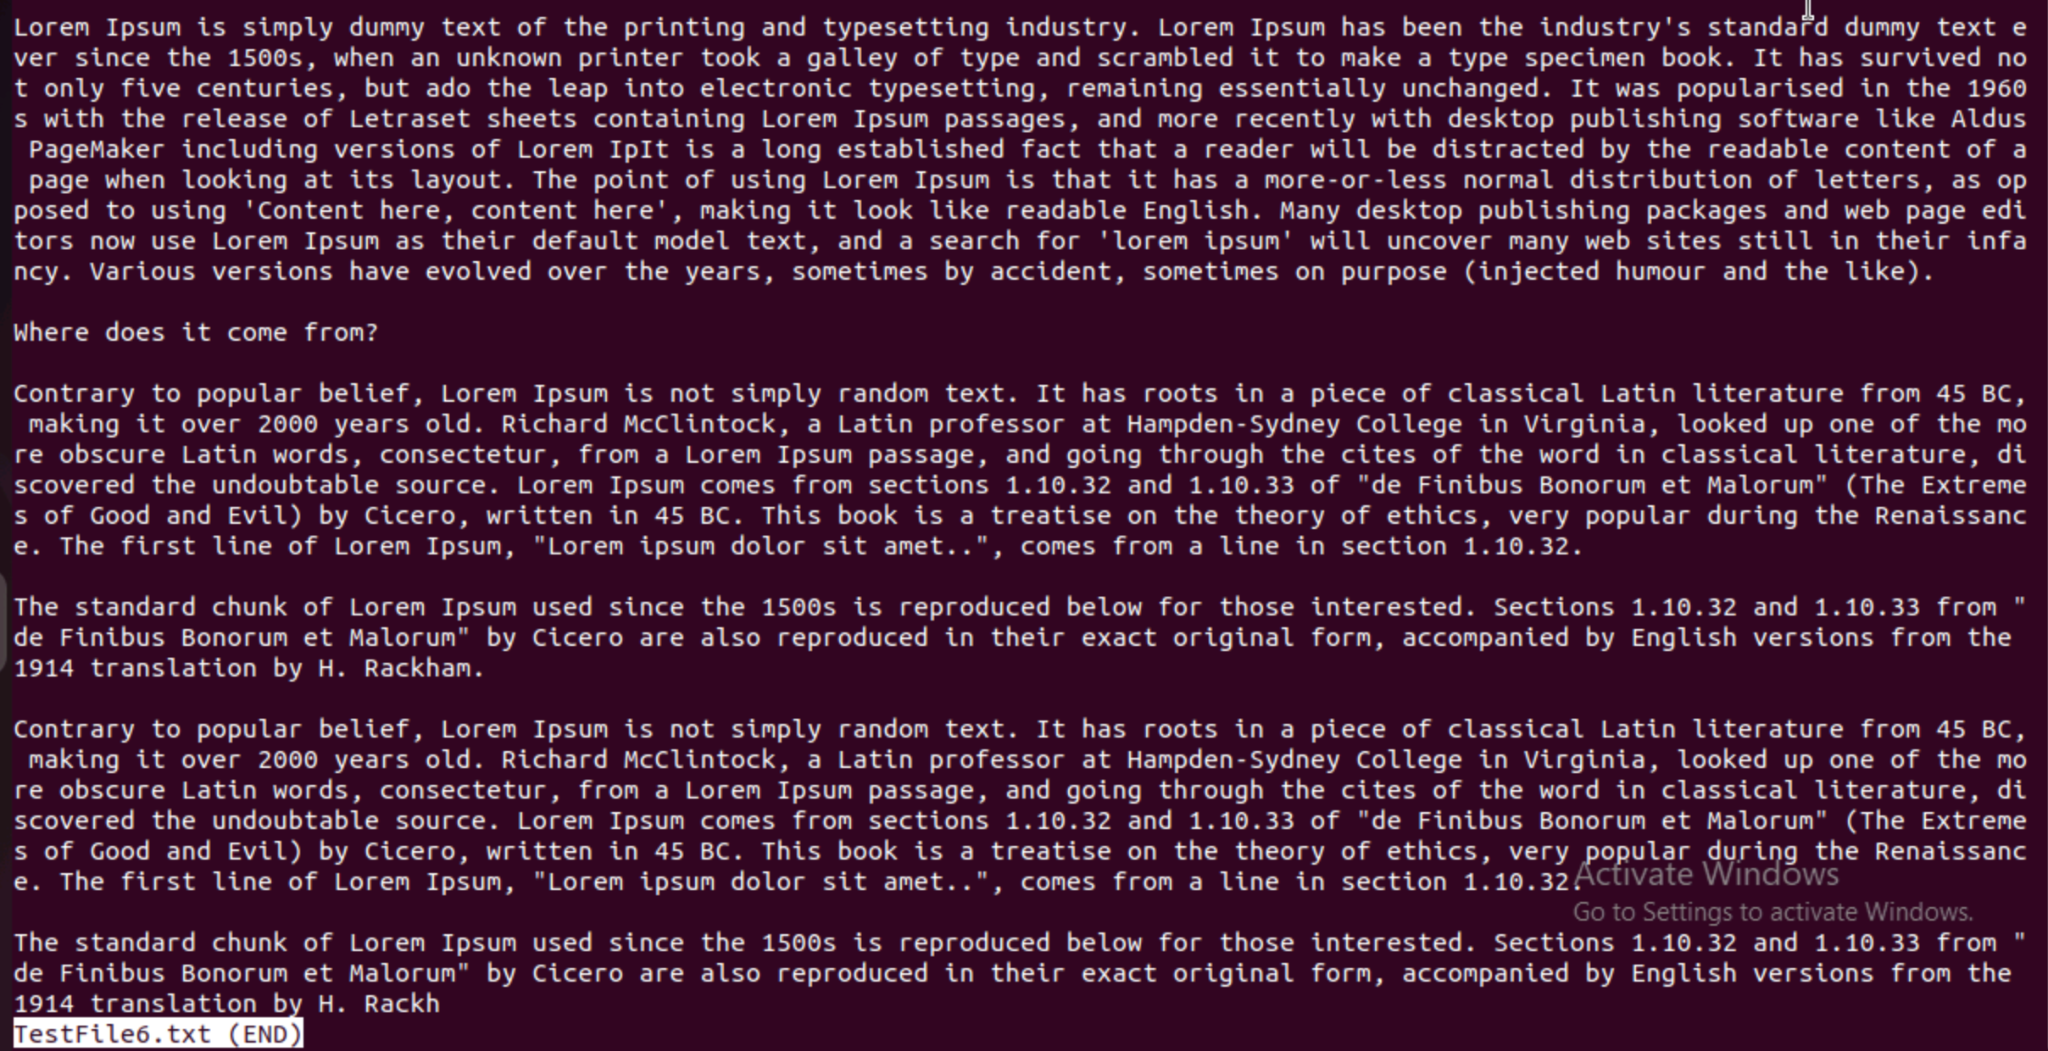 Lorem Ipsum is simply dummy text of the printing and typesetting industry. Lorem Ipsum has been the industry's standard dummy text e
ver since the 1500s, when an unknown printer took a galley of type and scrambled it to make a type specimen book. It has survived no
t only five centuries, but ado the leap into electronic typesetting, remaining essentially unchanged. It was popularised in the 1960
s with the release of Letraset sheets containing Lorem Ipsum passages, and more recently with desktop publishing software like Aldus
 PageMaker including versions of Lorem IpIt is a long established fact that a reader will be distracted by the readable content of a
 page when looking at its layout. The point of using Lorem Ipsum is that it has a more-or-less normal distribution of letters, as op
posed to using 'Content here, content here', making it look like readable English. Many desktop publishing packages and web page edi
tors now use Lorem Ipsum as their default model text, and a search for 'lorem ipsum' will uncover many web sites still in their infa
ncy. Various versions have evolved over the years, sometimes by accident, sometimes on purpose (injected humour and the like).

Where does it come from?

Contrary to popular belief, Lorem Ipsum is not simply random text. It has roots in a piece of classical Latin literature from 45 BC,
 making it over 2000 years old. Richard McClintock, a Latin professor at Hampden-Sydney College in Virginia, looked up one of the mo
re obscure Latin words, consectetur, from a Lorem Ipsum passage, and going through the cites of the word in classical literature, di
scovered the undoubtable source. Lorem Ipsum comes from sections 1.10.32 and 1.10.33 of "de Finibus Bonorum et Malorum" (The Extreme
s of Good and Evil) by Cicero, written in 45 BC. This book is a treatise on the theory of ethics, very popular during the Renaissanc
e. The first line of Lorem Ipsum, "Lorem ipsum dolor sit amet..", comes from a line in section 1.10.32.

The standard chunk of Lorem Ipsum used since the 1500s is reproduced below for those interested. Sections 1.10.32 and 1.10.33 from "
de Finibus Bonorum et Malorum" by Cicero are also reproduced in their exact original form, accompanied by English versions from the
1914 translation by H. Rackham.

Contrary to popular belief, Lorem Ipsum is not simply random text. It has roots in a piece of classical Latin literature from 45 BC,
 making it over 2000 years old. Richard McClintock, a Latin professor at Hampden-Sydney College in Virginia, looked up one of the mo
re obscure Latin words, consectetur, from a Lorem Ipsum passage, and going through the cites of the word in classical literature, di
scovered the undoubtable source. Lorem Ipsum comes from sections 1.10.32 and 1.10.33 of "de Finibus Bonorum et Malorum" (The Extreme
s of Good and Evil) by Cicero, written in 45 BC. This book is a treatise on the theory of ethics, very popular during the Renaissanc
e. The first line of Lorem Ipsum, "Lorem ipsum dolor sit amet..", comes from a line in section 1.10.32.
Activate Windows
Go to Settings to activate Windows.

The standard chunk of Lorem Ipsum used since the 1500s is reproduced below for those interested. Sections 1.10.32 and 1.10.33 from "
de Finibus Bonorum et Malorum" by Cicero are also reproduced in their exact original form, accompanied by English versions from the
1914 translation by H. Rackh
TestFile6.txt (END)